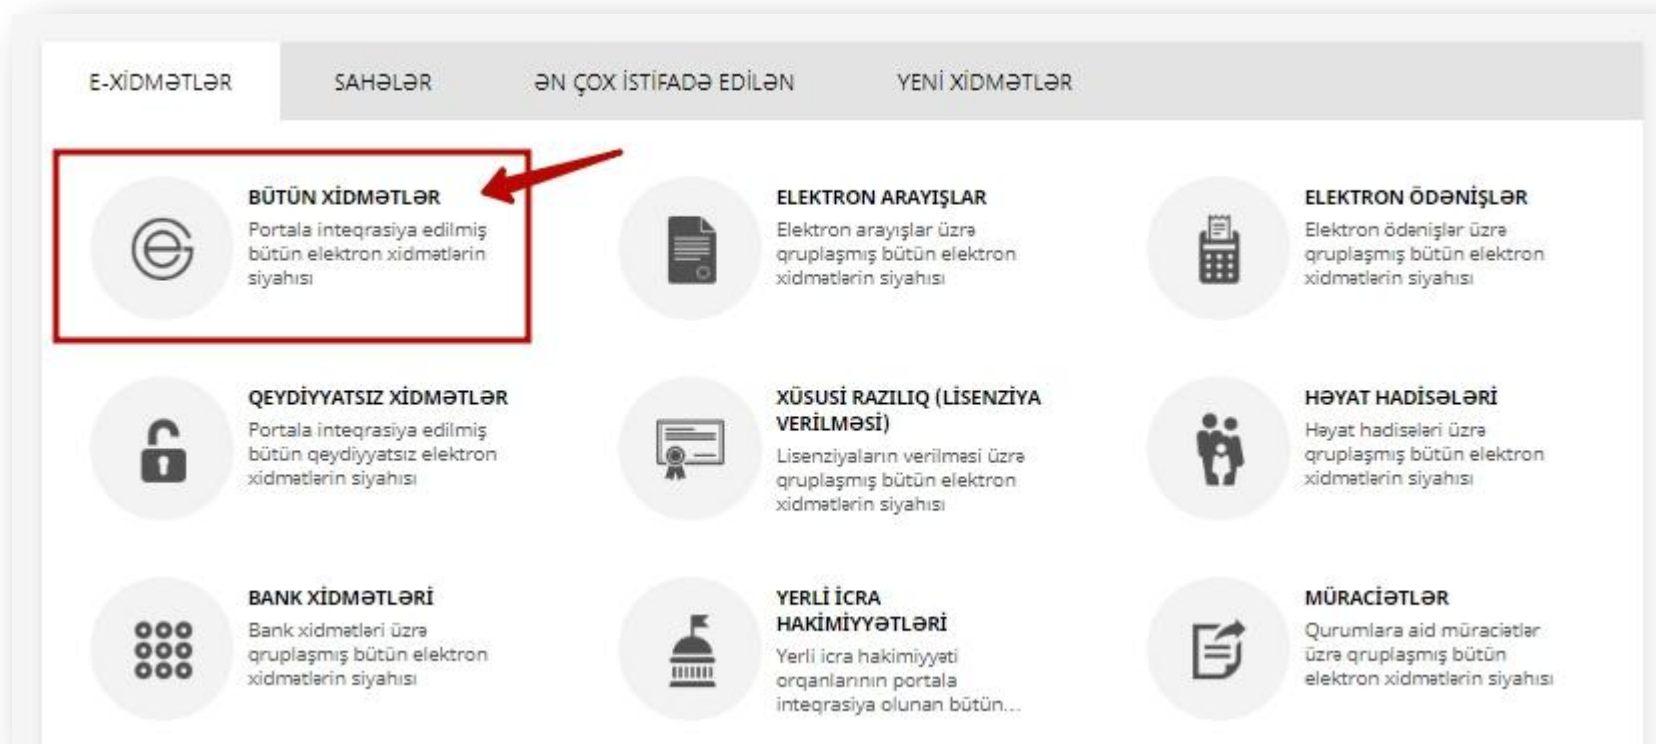 E-XİDMƏTLƏR
SAHƏLƏR
ƏN ÇOX İSTİFADƏ EDİLƏN
YENİ XİDMƏTLƏR
BÜTÜN XİDMƏTLƏR
Portala inteqrasiya edilmiş
bütün elektron xidmətlərin
siyahısı
ELEKTRON ARAYIŞLAR
Elektron arayışlar üzrə
qruplaşmış bütün elektron
xidmətlərin siyahısı
ELEKTRON ÖDƏNİŞLƏR
Elektron ödənişlər üzrə
qruplaşmış bütün elektron
xidmətlərin siyahısı
QEYDİYYATSIZ XİDMƏTLƏR
Portala inteqrasiya edilmiş
bütün qeydiyyatsız elektron
xidmətlərin siyahısı
XÜSUSİ RAZILIQ (LİSENZİYA
VERİLMƏSİ)
Lisenziyaların verilməsi üzrə
qruplaşmış bütün elektron
xidmətlərin siyahısı
HƏYAT HADİSƏLƏRİ
Həyat hadisələri üzrə
qruplaşmış bütün elektron
xidmətlərin siyahısı
BANK XİDMƏTLƏRİ
Bank xidmətləri üzrə
qruplaşmış bütün elektron
xidmətlərin siyahısı
YERLİ İCRA
HAKİMİYYƏTLƏRİ
Yerli icra hakimiyyəti
orqanlarının portala
inteqrasiya olunan bütün...
MÜRACİƏTLƏR
Qurumlara aid müraciətlər
üzrə qruplaşmış bütün
elektron xidmətlərin siyahısı